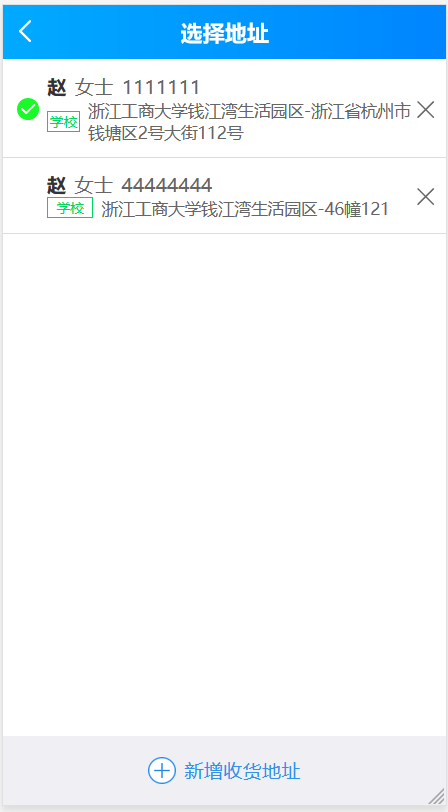 选择地址
赵 女士 1111111
学校 浙江工商大学钱江湾生活园区-浙江省杭州市
钱塘区2号大街112号
赵 女士 44444444
学校 浙江工商大学钱江湾生活园区-46幢121
新增收货地址